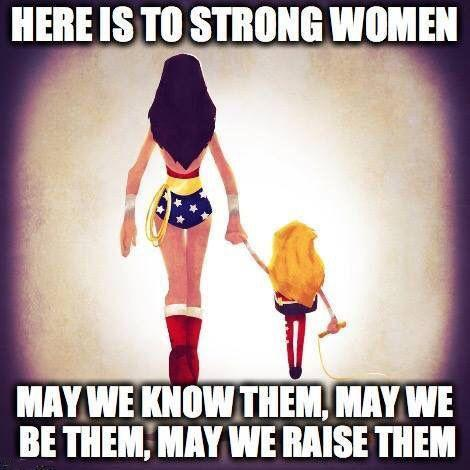 HERE IS TO STRONG WOMEN
MAY WE KNOW THEM, MAY WE
BE THEM, MAY WE RAISE THEM